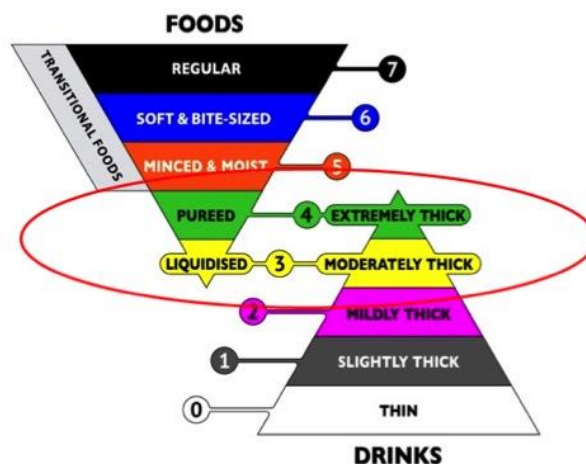 FOODS
TRANSITIONAL FOODS
REGULAR 7
SOFT & BITE-SIZED 6
MINCED & MOIST 5
PUREED 4 EXTREMELY THICK
LIQUIDISED 3 MODERATELY THICK
2 MILDLY THICK
1 SLIGHTLY THICK
0 THIN
DRINKS